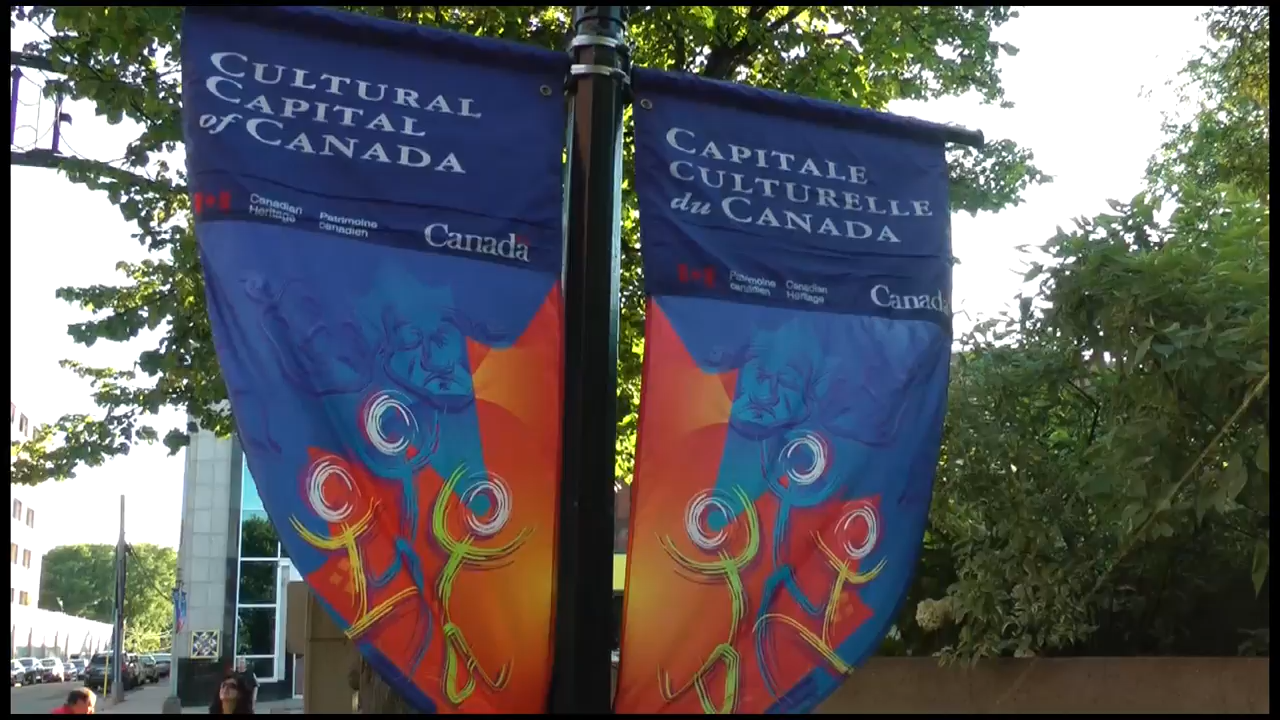 CULTURAL
CAPITAL
of CANADA
Canadian
Heritage
Patrimoine
canadien
Canada
CAPITALE
CULTURELLE
du CANADA
Patrimoine
canadien
Canadian
Heritage
Canada